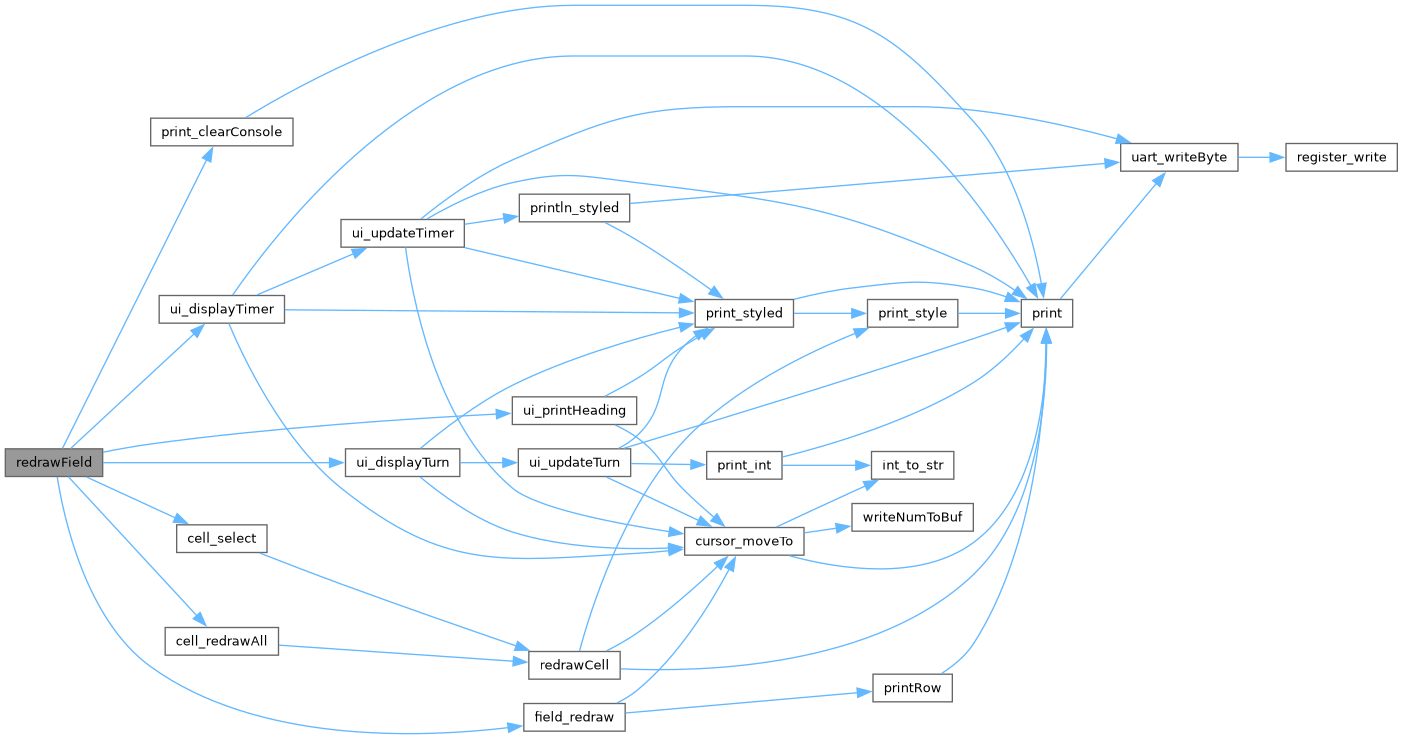 redrawField
print_clearConsole
ui_displayTimer
ui_updateTimer
println_styled
print_styled
print_style
print
uart_writeByte
register_write
ui_printHeading
ui_displayTurn
ui_updateTurn
print_int
int_to_str
writeNumToBuf
cursor_moveTo
cell_select
cell_redrawAll
redrawCell
field_redraw
printRow